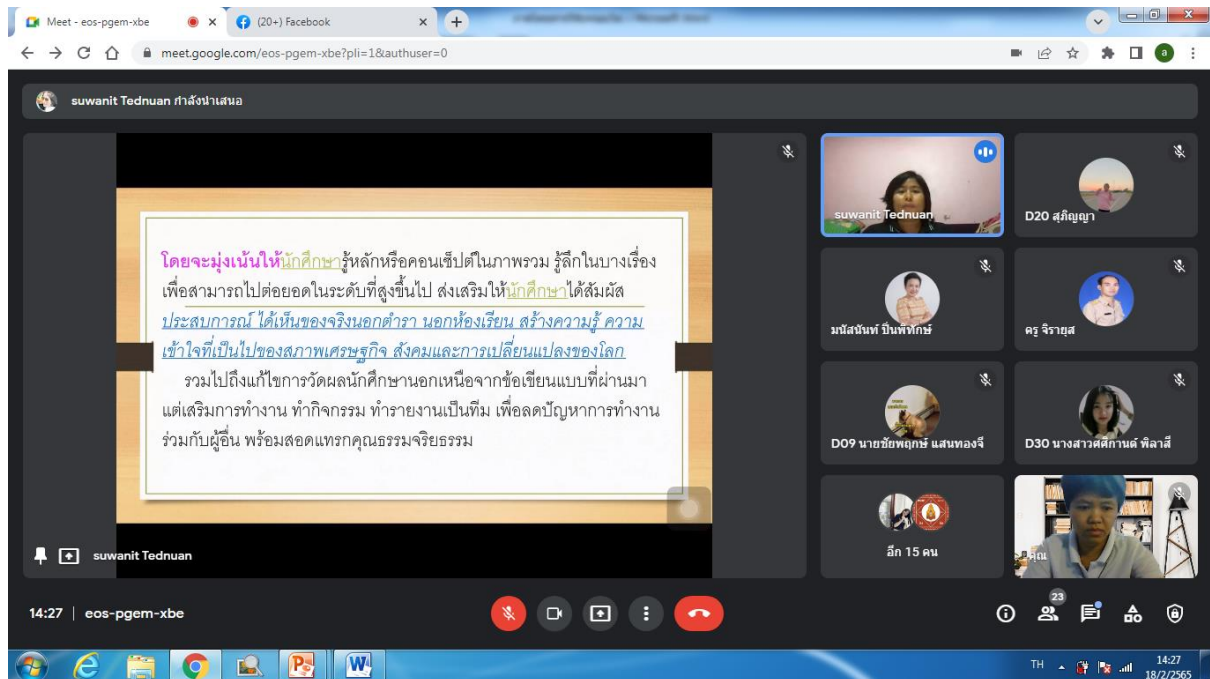 Meet - eos-pgem-xbe
(20+) Facebook
meet.google.com/eos-pgem-xbe?pli=1&authuser=0
a
suwanit Tednuan กำลังนำเสนอ
โดยจะมุ่งเน้นให้นักศึกษารู้หลักหรือคอนเซ็ปต์ในภาพรวม รู้ลึกในบางเรื่อง
เพื่อสามารถไปต่อยอดในระดับที่สูงขึ้นไป ส่งเสริมให้นักศึกษาได้สัมผัส
ประสบการณ์ ได้เห็นของจริงนอกตำรา นอกห้องเรียน สร้างความรู้ ความ
เข้าใจที่เป็นไปของสภาพเศรษฐกิจ สังคมและการเปลี่ยนแปลงของโลก
รวมไปถึงแก้ไขการวัดผลนักศึกษานอกเหนือจากข้อเขียนแบบที่ผ่านมา
แต่เสริมการทำงาน ทำกิจกรรม ทำรายงานเป็นทีม เพื่อลดปัญหาการทำงาน
ร่วมกับผู้อื่น พร้อมสอดแทรกคุณธรรมจริยธรรม
suwanit Tednuan
suwanit Tednuan
D20 สุภิญญา
มนัสนันท์ ปิ่นพิทักษ์
ครู จิรายุส
D09 นายชัยพฤกษ์ แสนทองจี
D30 นางสาวศศิกานต์ พิลาสี
อีก 15 คน
คุณ
14:27 | eos-pgem-xbe
23
TH
14:27
18/2/2565